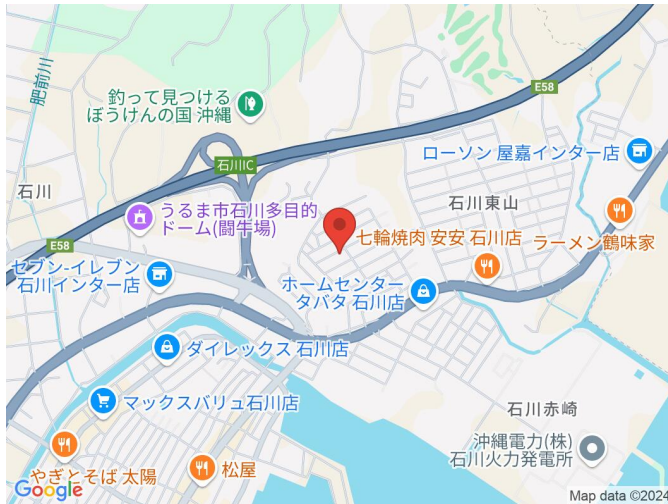 E58
釣って見つける
ぼうけんの国 沖縄
肥前川
石川IC
ローソン 屋嘉インター店
石川
石川東山
うるま市石川多目的
ドーム(闘牛場)
七輪焼肉 安安 石川店
ラーメン鶴味家
E58
セブン-イレブン
石川インター店
ホームセンター
タバタ 石川店
ダイレックス 石川店
マックスバリュ石川店
石川赤崎
沖縄電力(株)
石川火力発電所
やぎとそば 太陽
松屋
Google
Map data ©2024